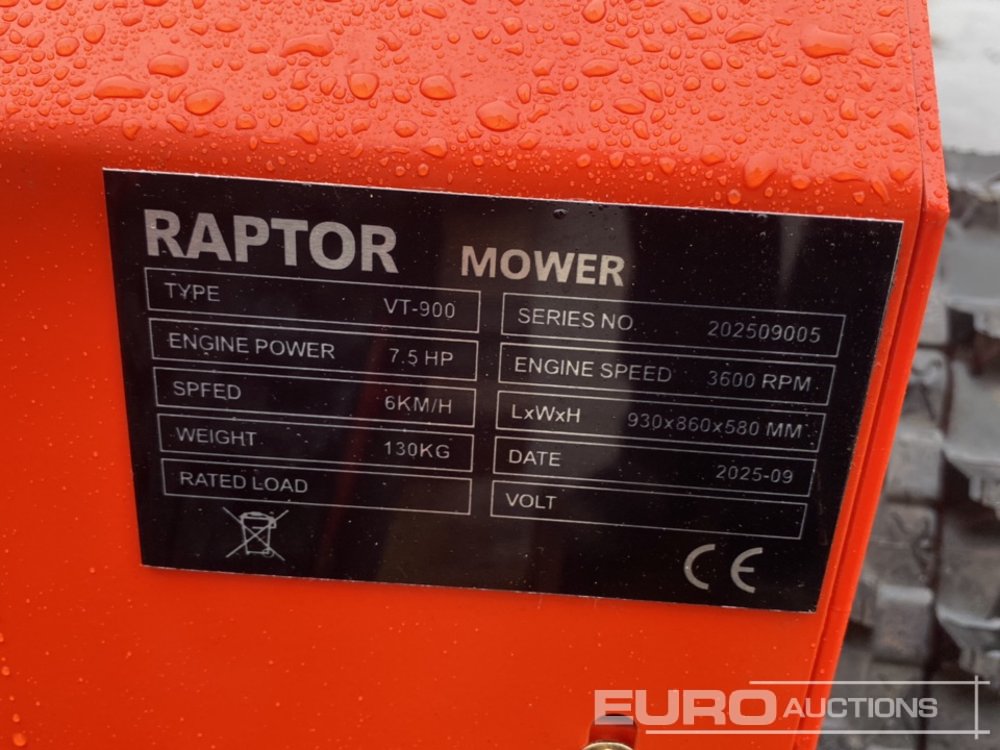 RAPTOR MOWER
TYPE VT-900
SERIES NO. 202509005
ENGINE POWER 7.5 HP
ENGINE SPEED 3600 RPM
SPFED 6KM/H
LxWxH 930x860x580 MM
WEIGHT 130KG
DATE 2025-09
RATED LOAD
VOLT
CE
EURO AUCTIONS